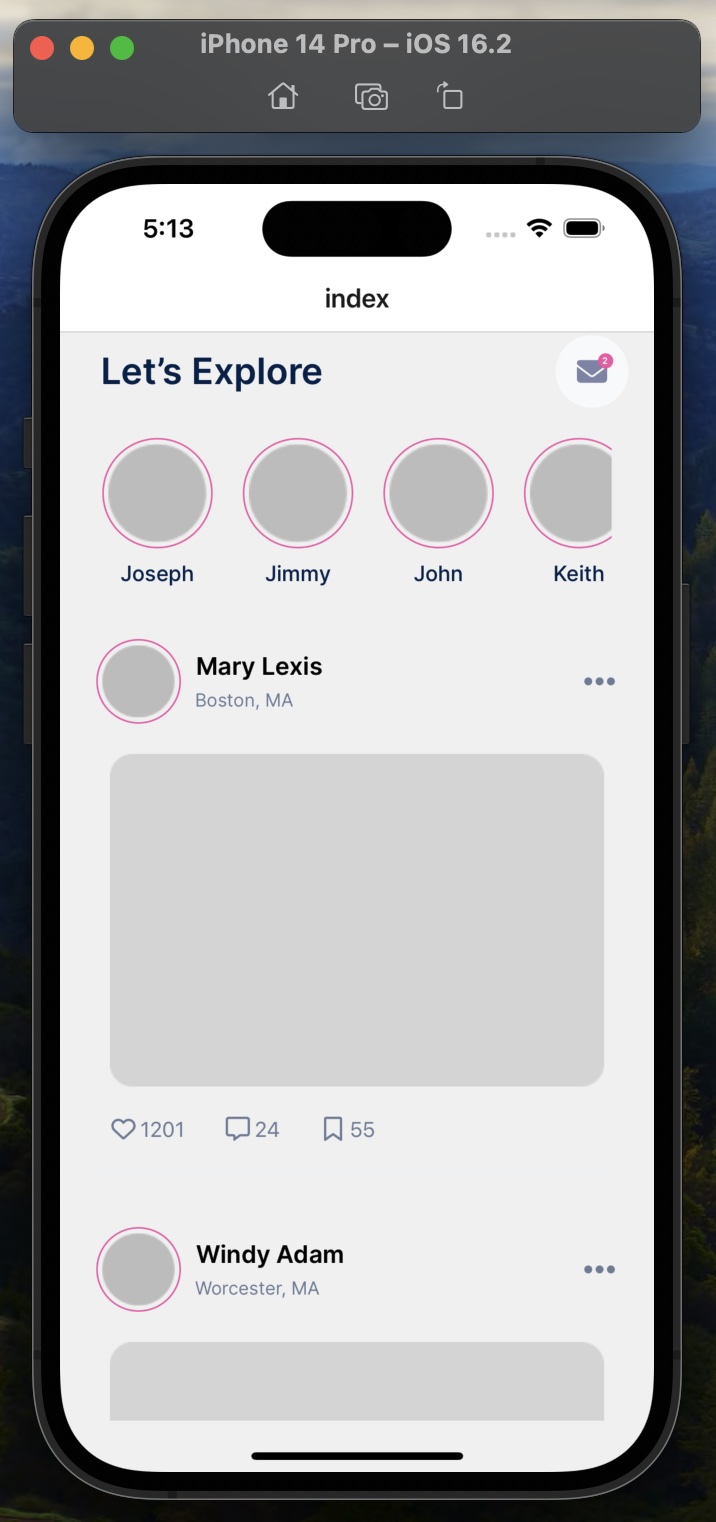 iPhone 14 Pro – iOS 16.2
5:13
index
Let’s Explore
2
Joseph Jimmy John Keith
Mary Lexis
Boston, MA
1201 24 55
Windy Adam
Worcester, MA